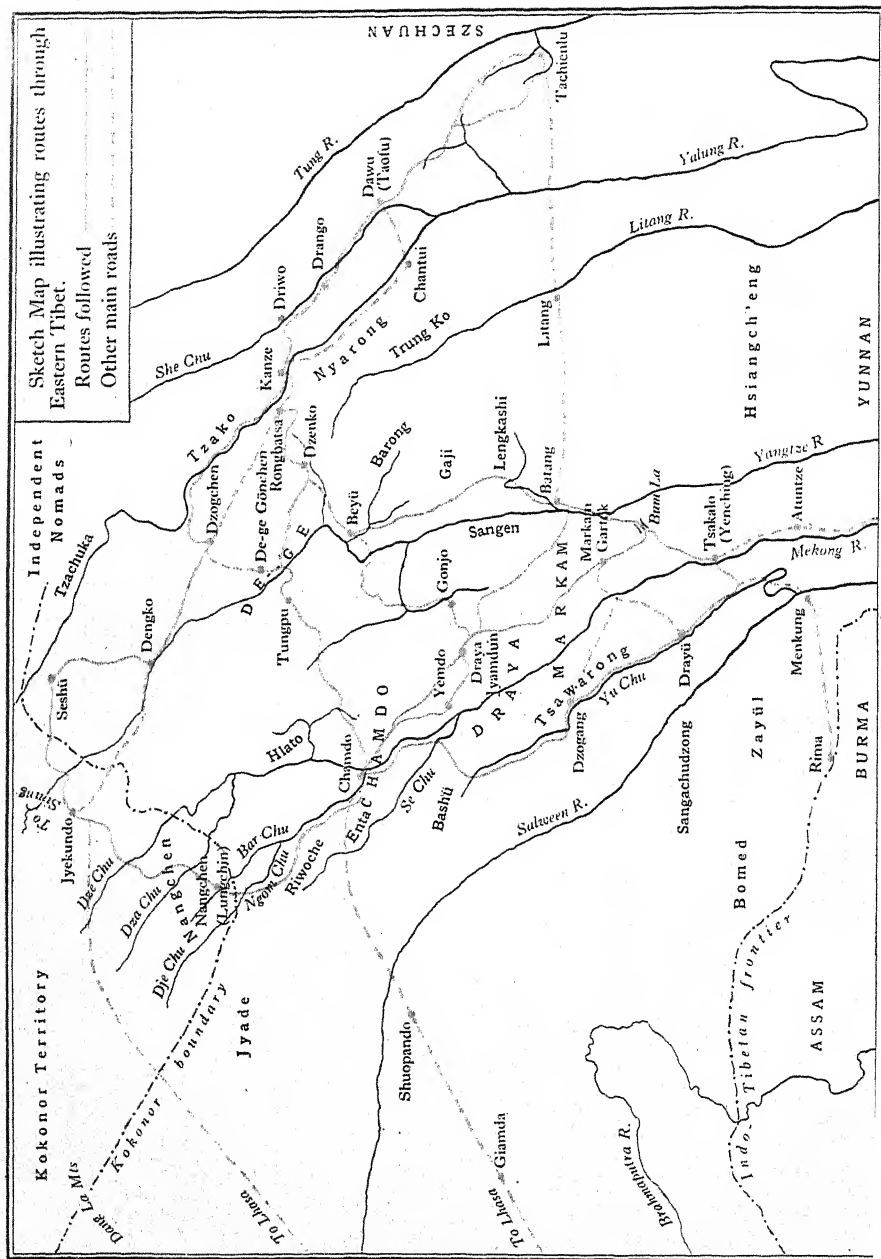 Sketch Map illustrating routes through
Eastern Tibet.
Routes followed
Other main roads
SZECHUAN
Tung R.
Tachienlu
Dawu
(Taofu)
Yalung R.
Drango
Driwo
Chantui
Litang R.
She Chu
Kanze
Nyarong
Trung Ko
Litang
Hsiangch'eng
YUNNAN
Independent
Nomads
Tzachuka
Tzako
Dzogchen
Rongbatsa
Dzenko
De-ge Gönchen
DE-GE
Barong
Beyü
Gaji
Lengkashi
Batang
Yangtze R
Sangen
Bum La
Markam
Gartok
Tsakalo
(Yenching)
Atuntze
Mekong R.
Seshü
Dengko
Tungpu
Gonjo
MARKAM
Yemdo
Draya
Iyamdun
DRAYA
Tsawarong
Yu Chu
Drayü
Menkung
Hlato
Chamdo
CHAMDO
Dzogang
Zayül
Rima
BURMA
Jyekundo
Dze Chu
Dza Chu
Nangchen
Nangchen
(Lungchin)
Bar Chu
Ngom Chu
Dje Chu
Riwoche
Enta
Se Chu
Bashü
Salween R.
Sangachudzong
To Sining
Kokonor Territory
Dang La Mts
Kokonor boundary
Jyade
Shuopando
Bomed
Indo. Tibetan frontier
ASSAM
To Lhasa
Giamda
To Lhasa
Brahmaputra R.